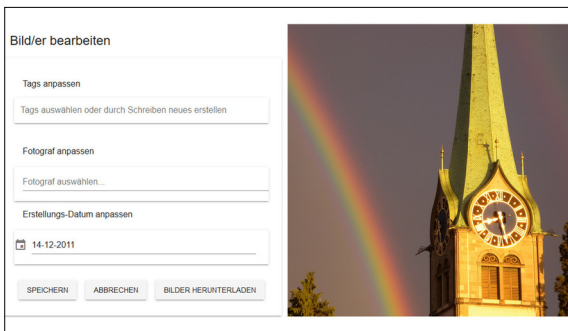 Bild/er bearbeiten
Tags anpassen
Tags auswählen oder durch Schreiben neues erstellen
Fotograf anpassen
Fotograf auswählen...
Erstellungs-Datum anpassen
14-12-2011
SPEICHERN ABBRECHEN BILDER HERUNTERLADEN